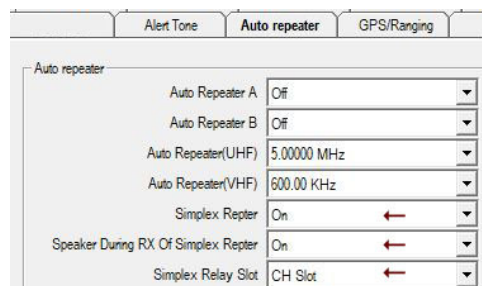 Alert Tone Auto repeater GPS/Ranging
Auto repeater
Auto Repeater A Off
Auto Repeater B Off
Auto Repeater(UHF) 5.00000 MHz
Auto Repeater(VHF) 600.00 KHz
Simplex Repter On
Speaker During RX Of Simplex Repter On
Simplex Relay Slot CH Slot